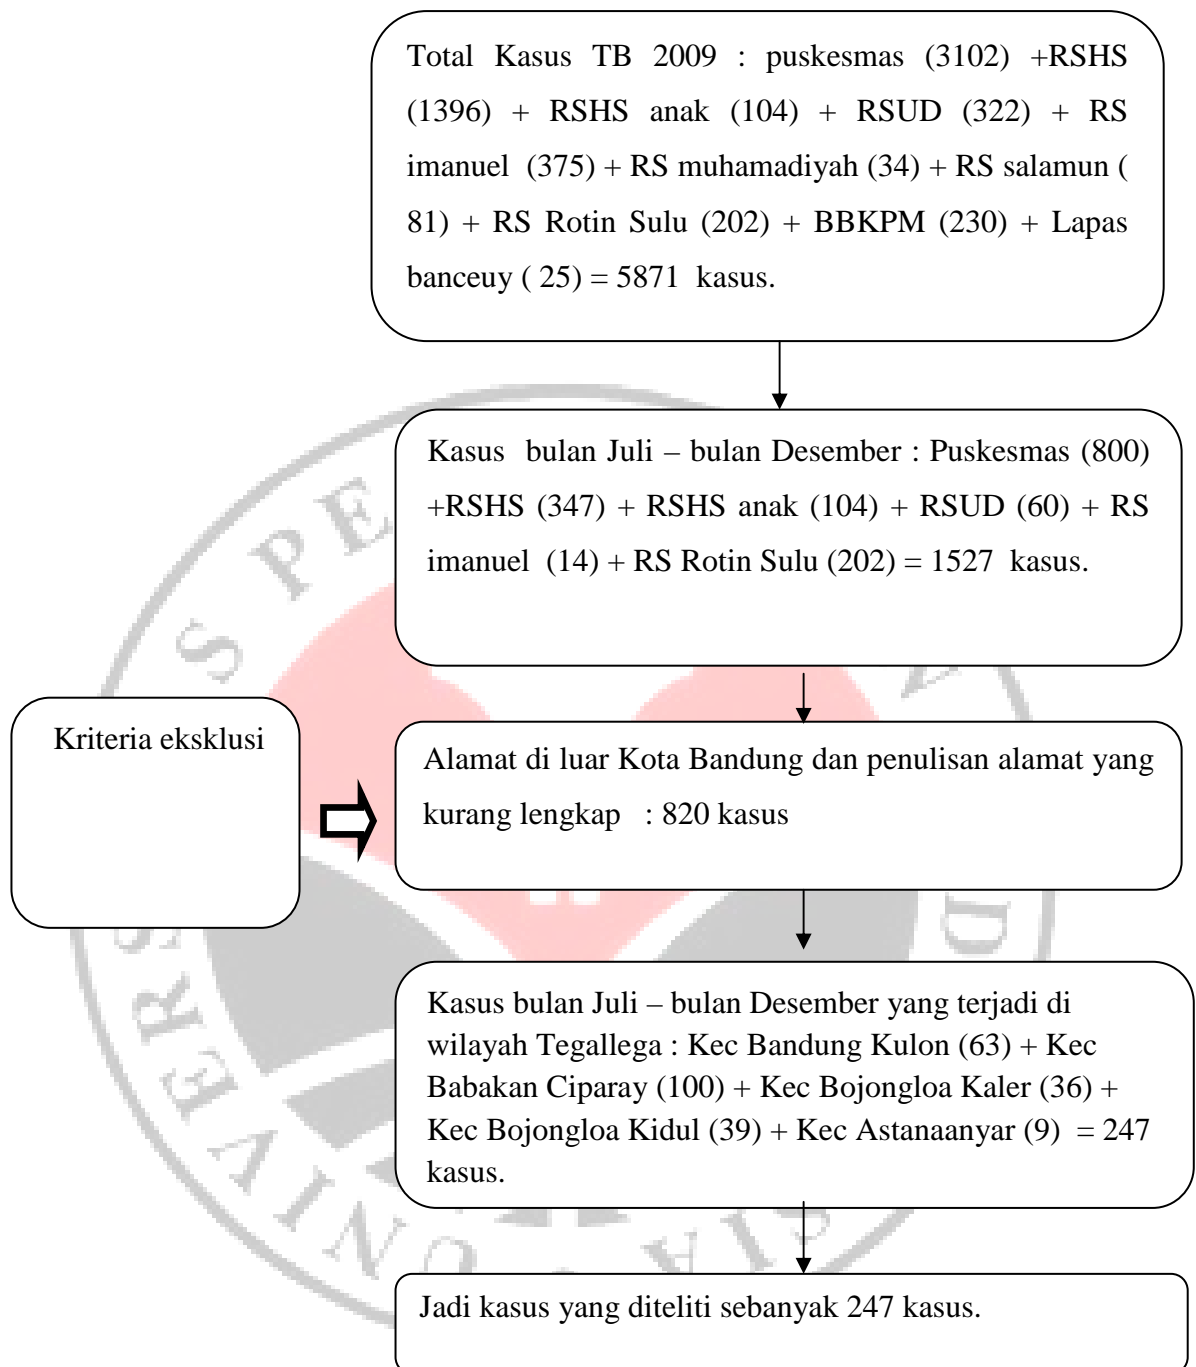 Total Kasus TB 2009 : puskesmas (3102) +RSHS
(1396) + RSHS anak (104) + RSUD (322) + RS
imanuel (375) + RS muhamadiyah (34) + RS salamun (
81) + RS Rotin Sulu (202) + BBKPM (230) + Lapas
banceuy ( 25) = 5871 kasus.
Kasus bulan Juli – bulan Desember : Puskesmas (800)
+RSHS (347) + RSHS anak (104) + RSUD (60) + RS
imanuel (14) + RS Rotin Sulu (202) = 1527 kasus.
Kriteria eksklusi
Alamat di luar Kota Bandung dan penulisan alamat yang
kurang lengkap : 820 kasus
Kasus bulan Juli – bulan Desember yang terjadi di
wilayah Tegallega : Kec Bandung Kulon (63) + Kec
Babakan Ciparay (100) + Kec Bojongloa Kaler (36) +
Kec Bojongloa Kidul (39) + Kec Astanaanyar (9) = 247
kasus.
Jadi kasus yang diteliti sebanyak 247 kasus.